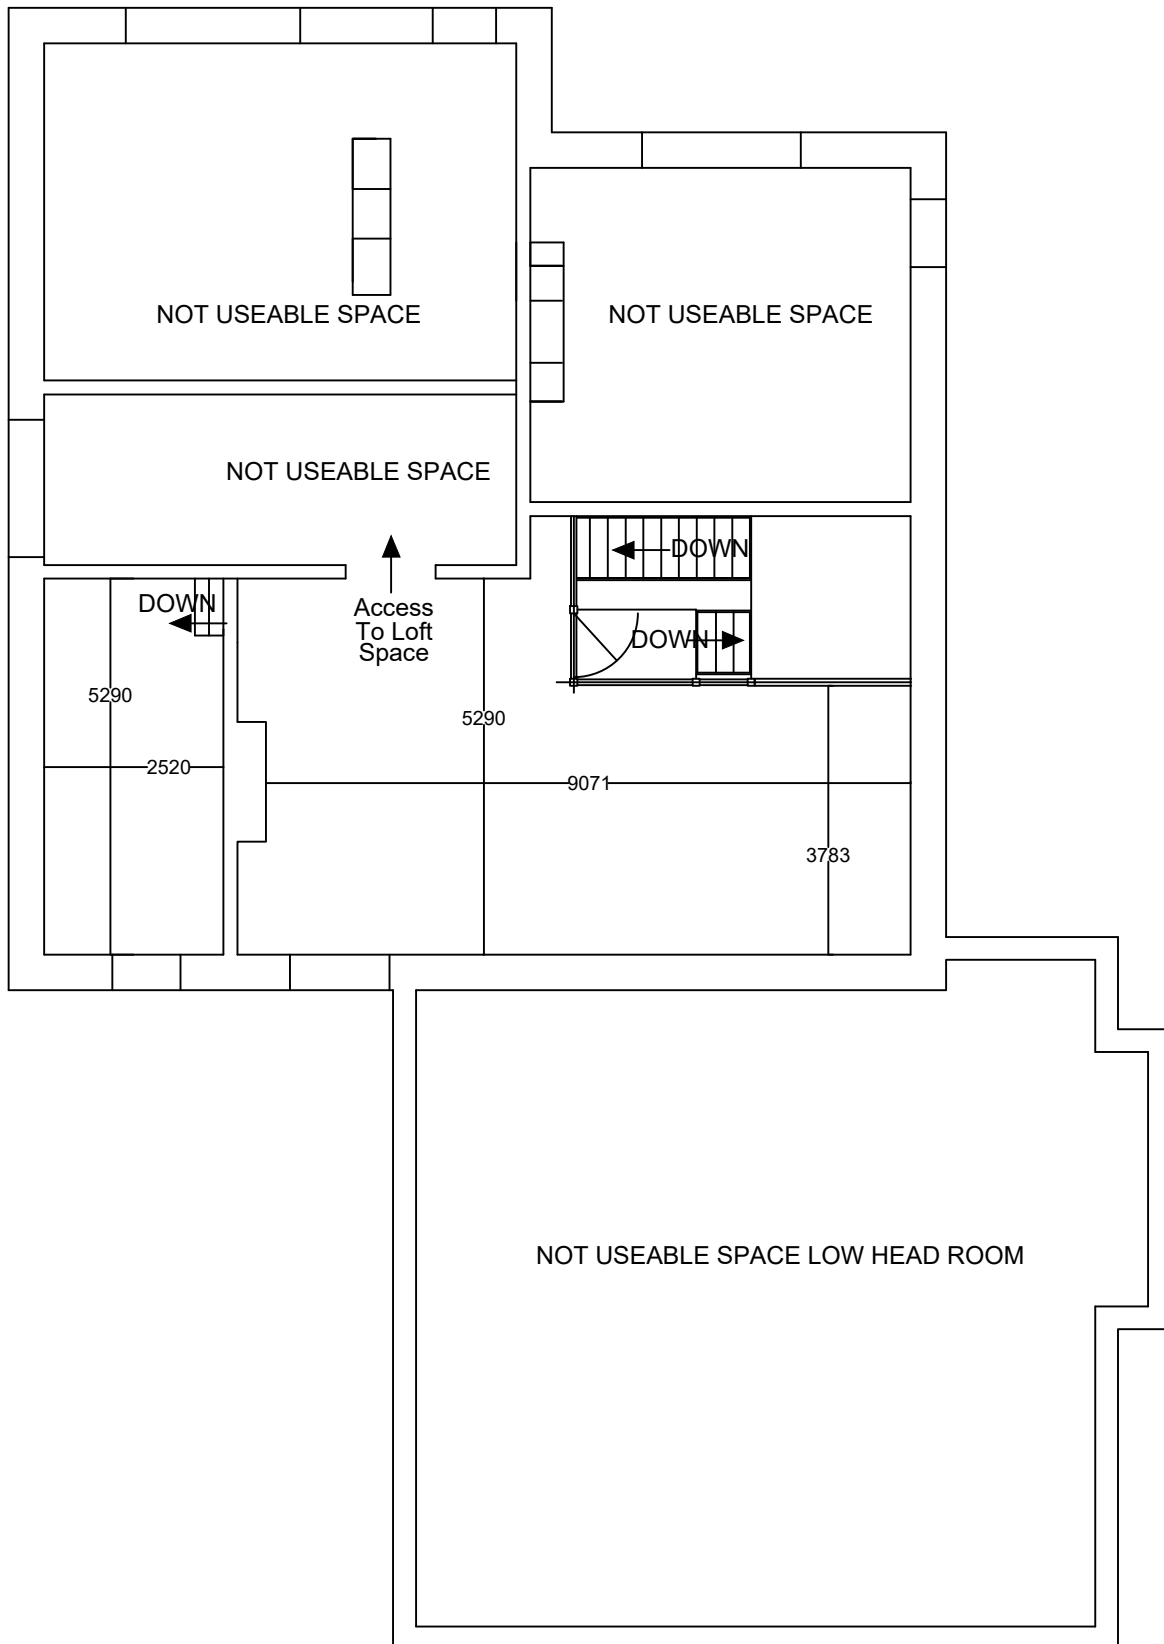 NOT USEABLE SPACE
NOT USEABLE SPACE
NOT USEABLE SPACE
DOWN
DOWN
Access
To Loft
Space
DOWN
5290
5290
2520
9071
3783
NOT USEABLE SPACE LOW HEAD ROOM